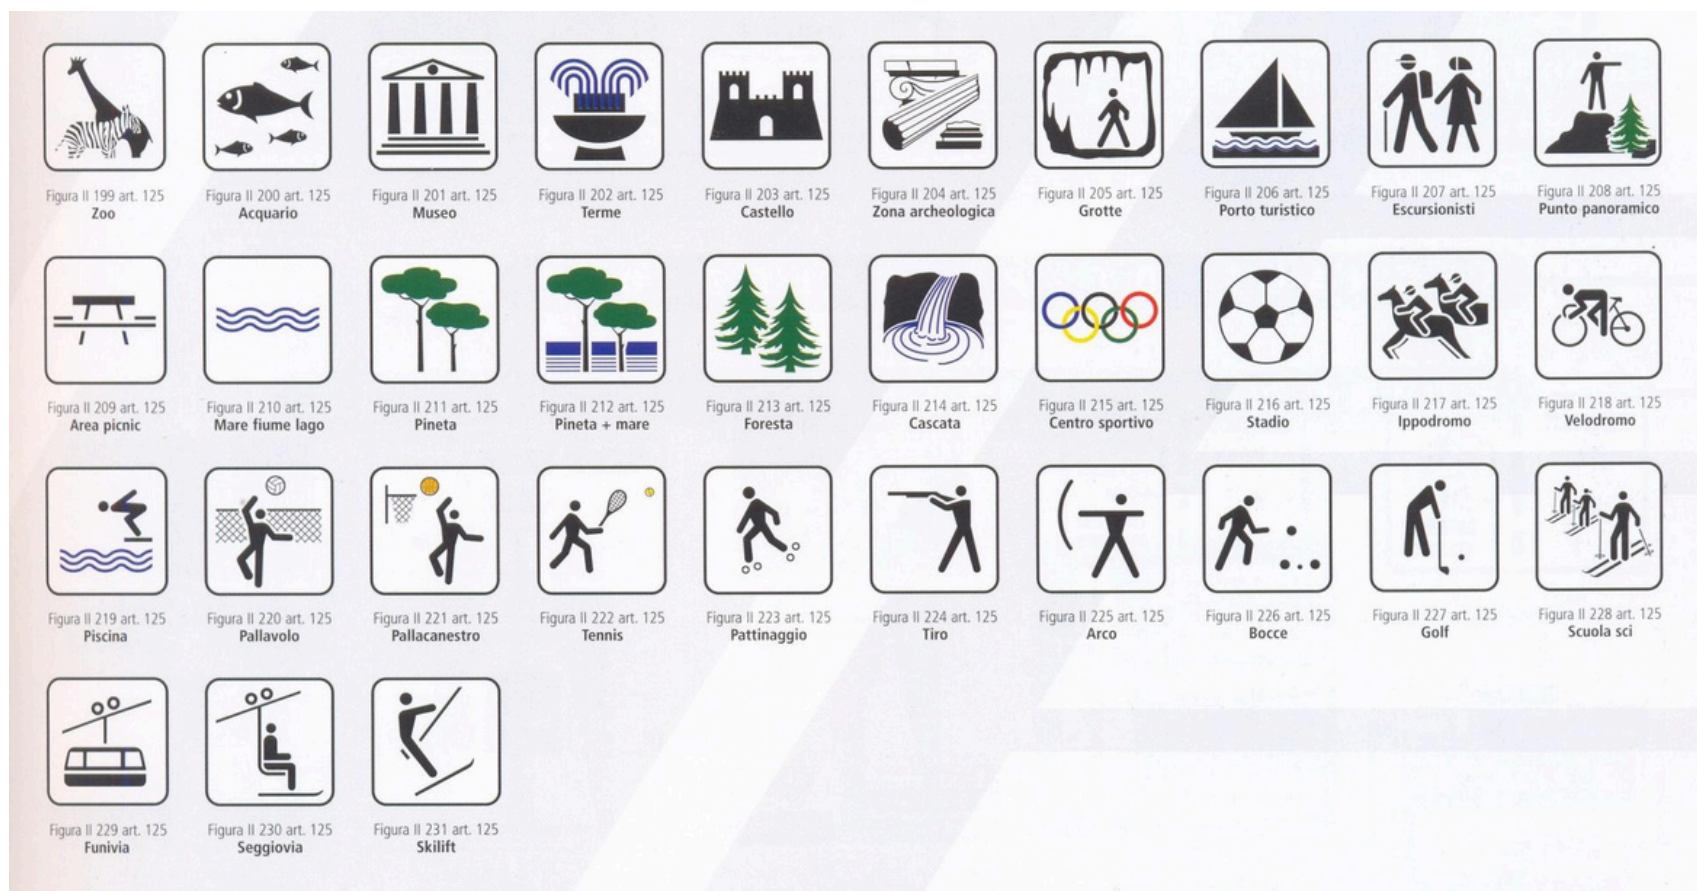 Figura II 199 art. 125
Zoo
Figura II 200 art. 125
Acquario
Figura II 201 art. 125
Museo
Figura II 202 art. 125
Terme
Figura II 203 art. 125
Castello
Figura II 204 art. 125
Zona archeologica
Figura II 205 art. 125
Grotte
Figura II 206 art. 125
Porto turistico
Figura II 207 art. 125
Escursionisti
Figura II 208 art. 125
Punto panoramico
Figura II 209 art. 125
Area picnic
Figura II 210 art. 125
Mare fiume lago
Figura II 211 art. 125
Pineta
Figura II 212 art. 125
Pineta + mare
Figura II 213 art. 125
Foresta
Figura II 214 art. 125
Cascata
Figura II 215 art. 125
Centro sportivo
Figura II 216 art. 125
Stadio
Figura II 217 art. 125
Ippodromo
Figura II 218 art. 125
Velodromo
Figura II 219 art. 125
Piscina
Figura II 220 art. 125
Pallavolo
Figura II 221 art. 125
Pallacanestro
Figura II 222 art. 125
Tennis
Figura II 223 art. 125
Pattinaggio
Figura II 224 art. 125
Tiro
Figura II 225 art. 125
Arco
Figura II 226 art. 125
Bocce
Figura II 227 art. 125
Golf
Figura II 228 art. 125
Scuola sci
Figura II 229 art. 125
Funivia
Figura II 230 art. 125
Seggiovia
Figura II 231 art. 125
Skilift